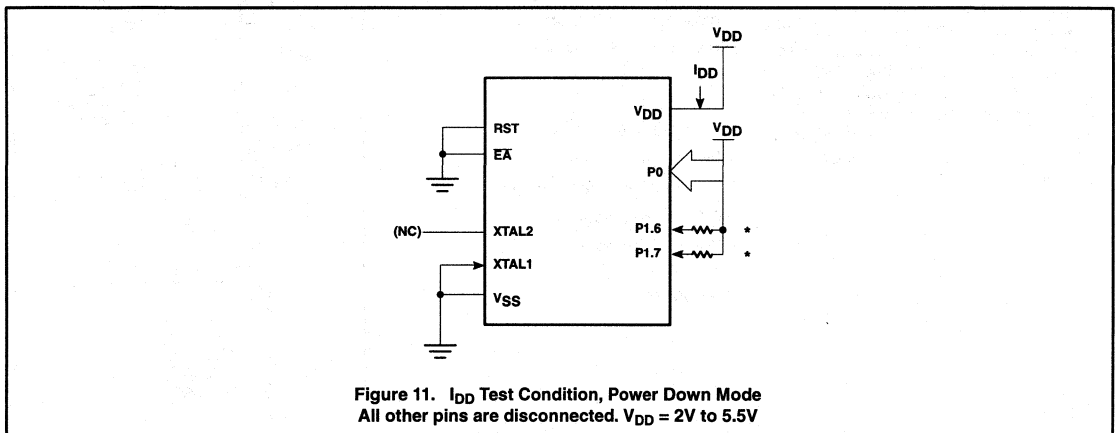 VDD
IDD
VDD
RST
VDD
EA
P0
(NC)
XTAL2
P1.6
*
P1.7
*
XTAL1
VSS
Figure 11. IDD Test Condition, Power Down Mode
All other pins are disconnected. VDD = 2V to 5.5V